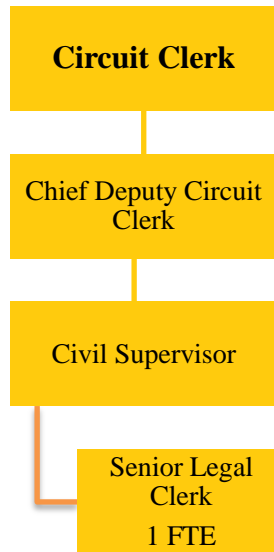 Circuit Clerk
Chief Deputy Circuit
Clerk
Civil Supervisor
Senior Legal
Clerk
1 FTE